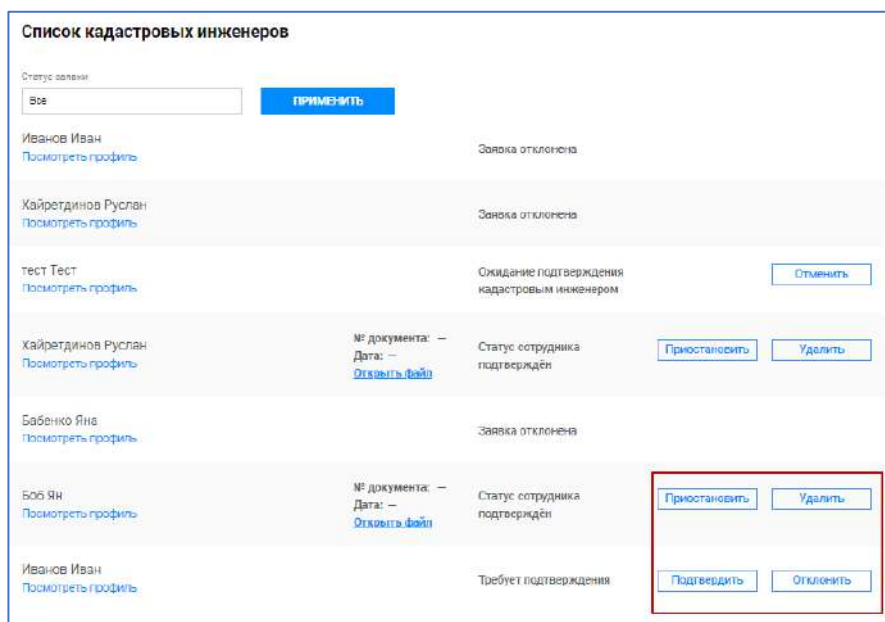 Список кадастровых инженеров
Статус заявки
Все
ПРИМЕНИТЬ
Иванов Иван
Посмотреть профиль
Заявка отклонена
Хайретдинов Руслан
Посмотреть профиль
Заявка отклонена
тест Тест
Посмотреть профиль
Ожидание подтверждения
кадастровым инженером
Отменить
Хайретдинов Руслан
Посмотреть профиль
№ документа: —
Дата: —
Открыть файл
Статус сотрудника
подтверждён
Приостановить
Удалить
Бабенко Яна
Посмотреть профиль
Заявка отклонена
Боб Ян
Посмотреть профиль
№ документа: —
Дата: —
Открыть файл
Статус сотрудника
подтверждён
Приостановить
Удалить
Иванов Иван
Посмотреть профиль
Требует подтверждения
Подтвердить
Отклонить